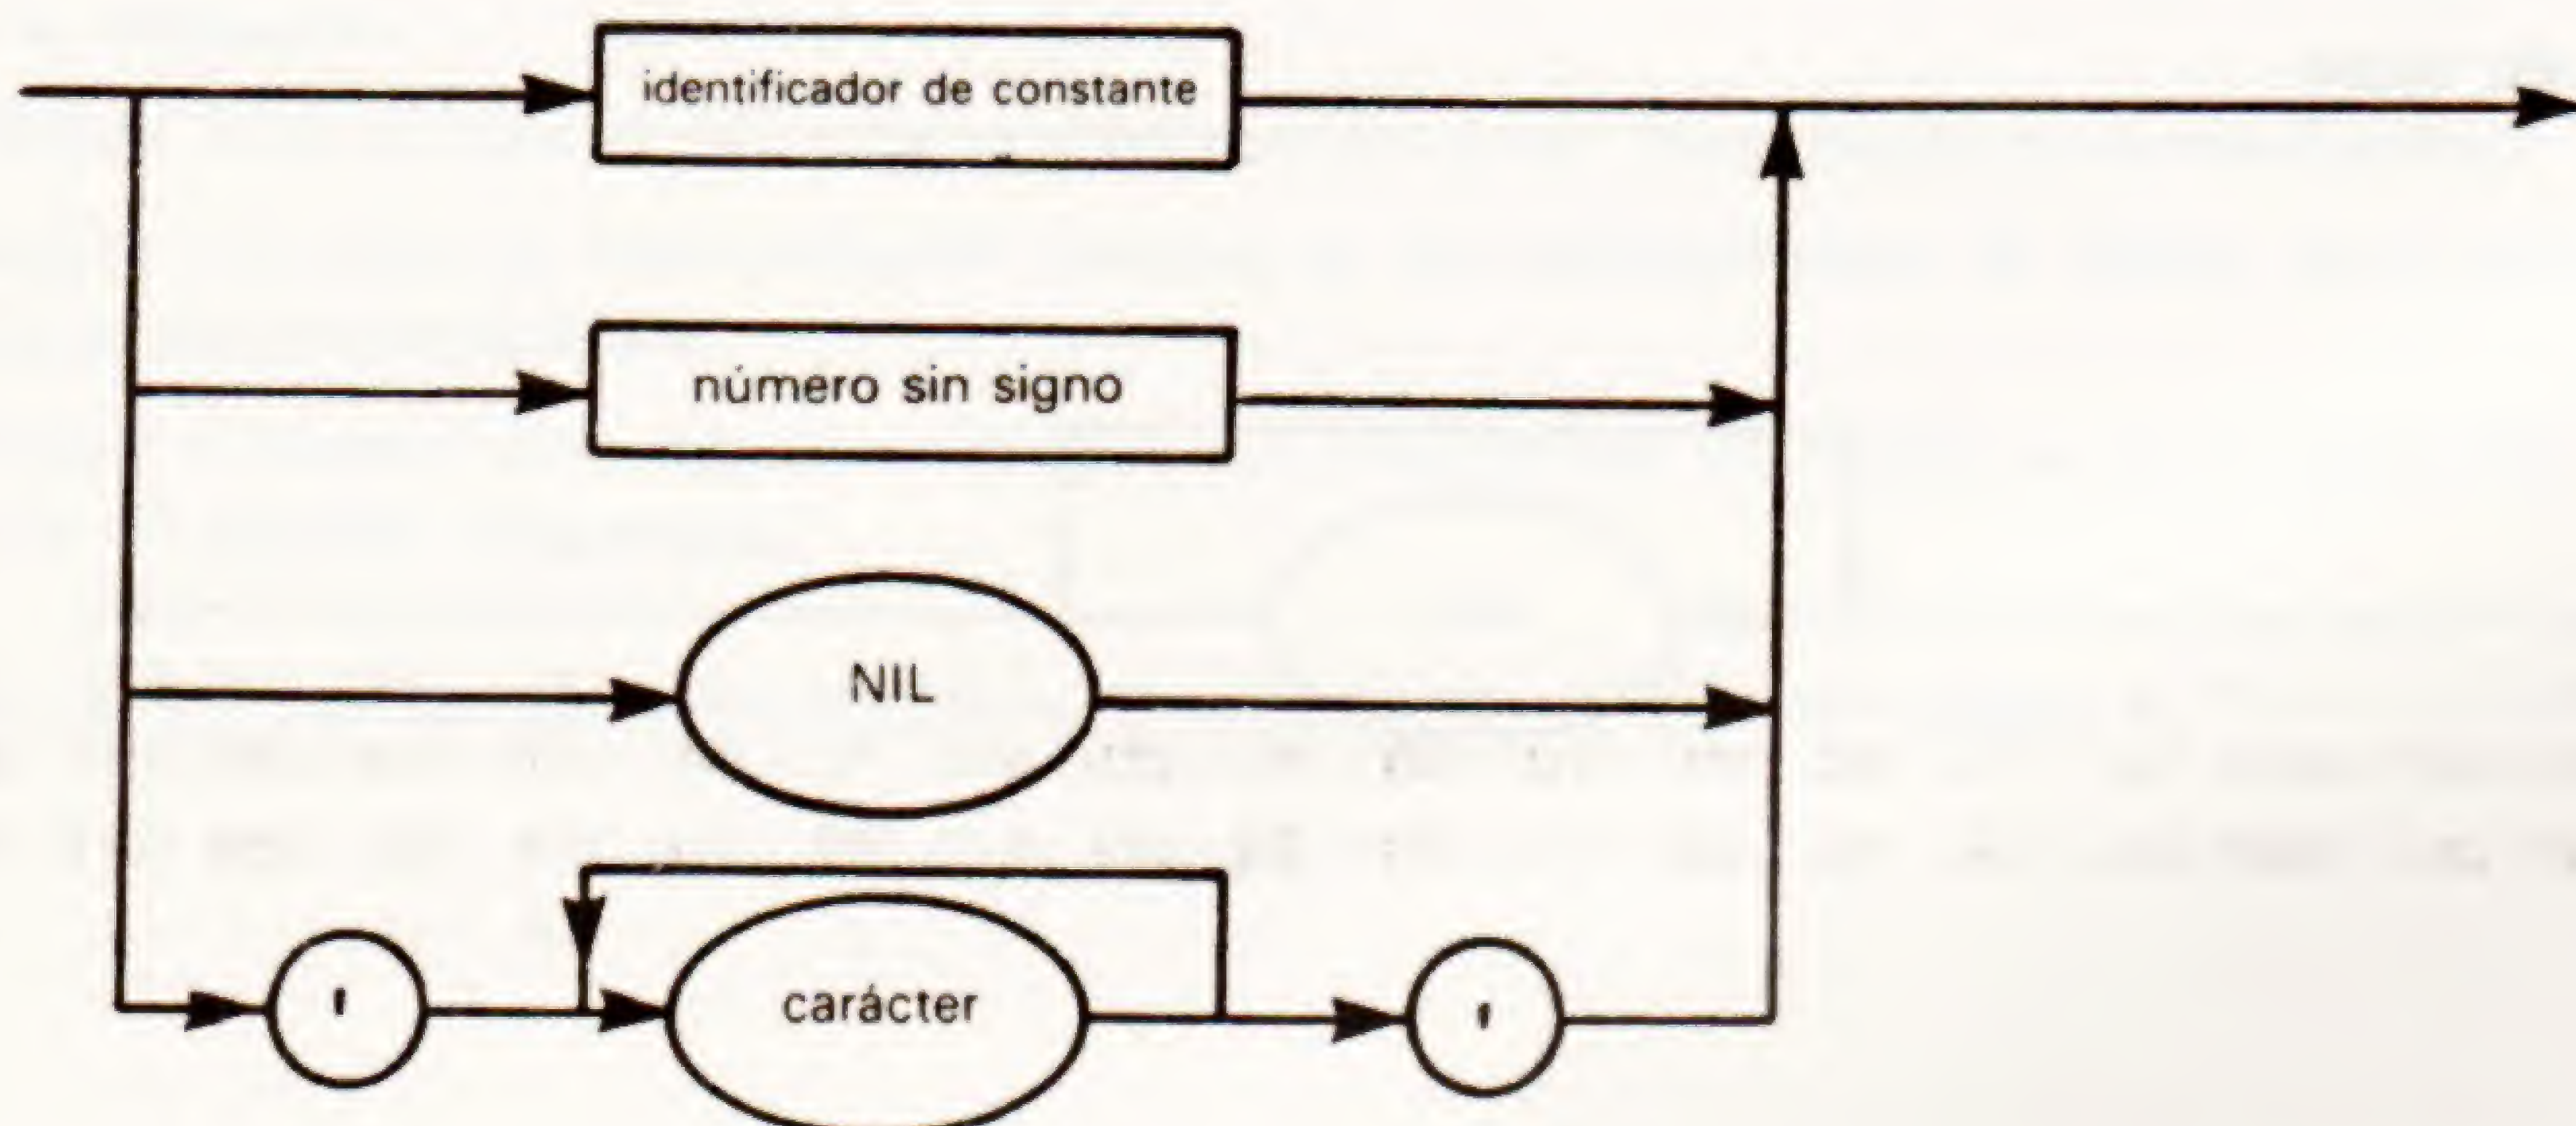 identificador de constante
número sin signo
NIL
' carácter '